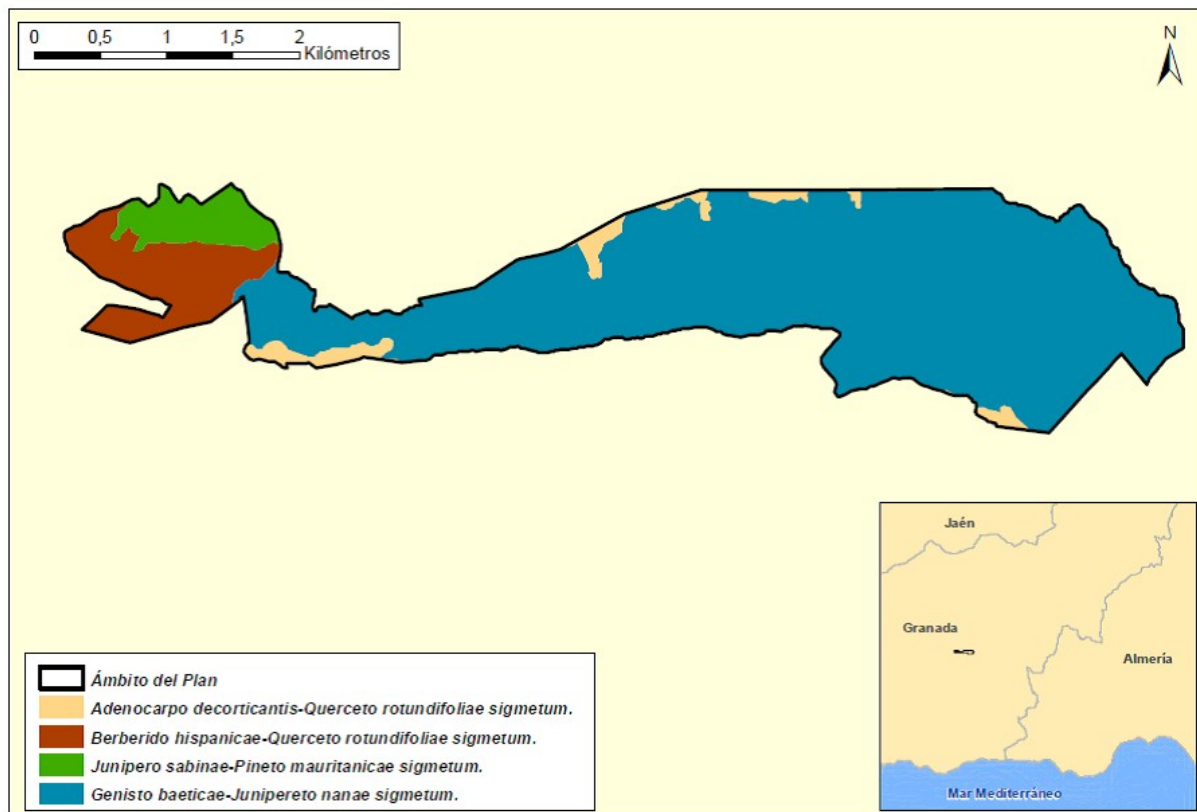 0 0,5 1 1,5 2
Kilómetros
N
Jaén
Granada
Almería
Mar Mediterráneo
Ámbito del Plan
Adenocarpo decorticantis-Querceto rotundifoliae sigmetum.
Berberido hispanicae-Querceto rotundifoliae sigmetum.
Junipero sabinae-Pineto mauritanicae sigmetum.
Genisto baeticae-Junipereto nanae sigmetum.